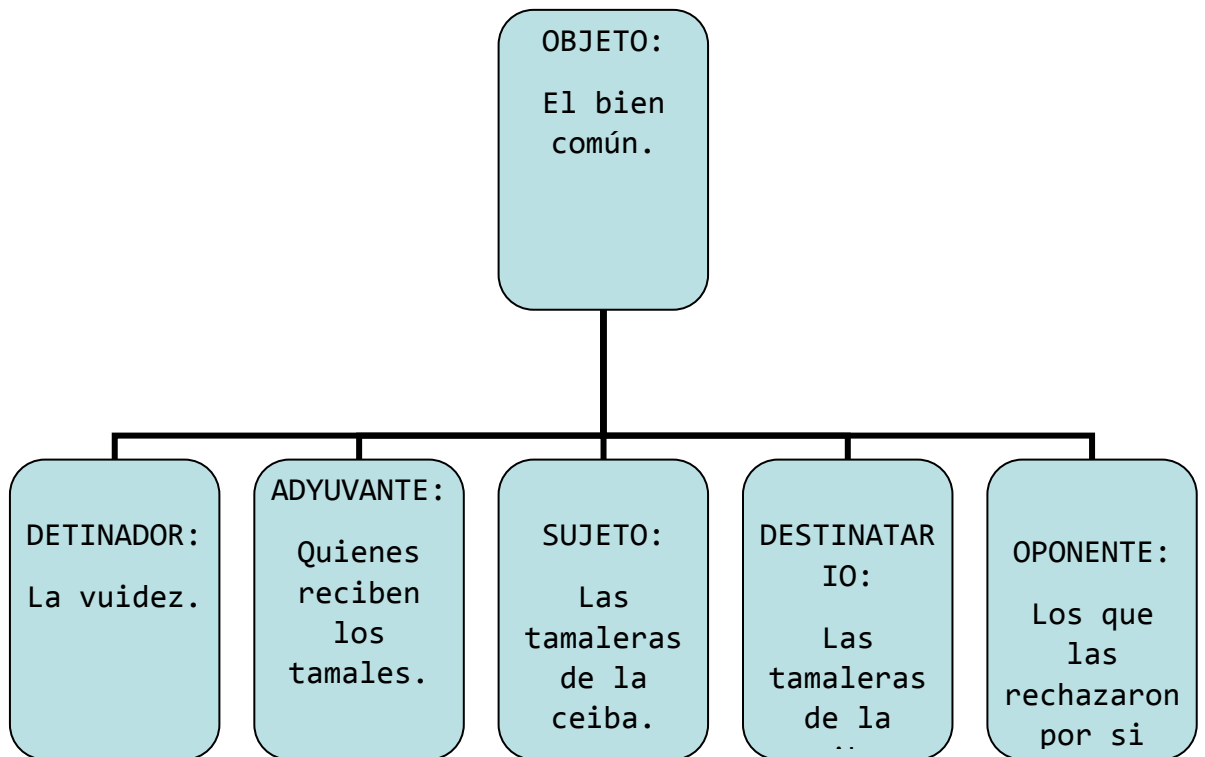 OBJETO:
El bien
común.
DETINADOR:
La vuidez.
ADYUVANTE:
Quienes
reciben
los
tamales.
SUJETO:
Las
tamaleras
de la
ceiba.
DESTINATAR
IO:
Las
tamaleras
de la
OPONENTE:
Los que
las
rechazaron
por si